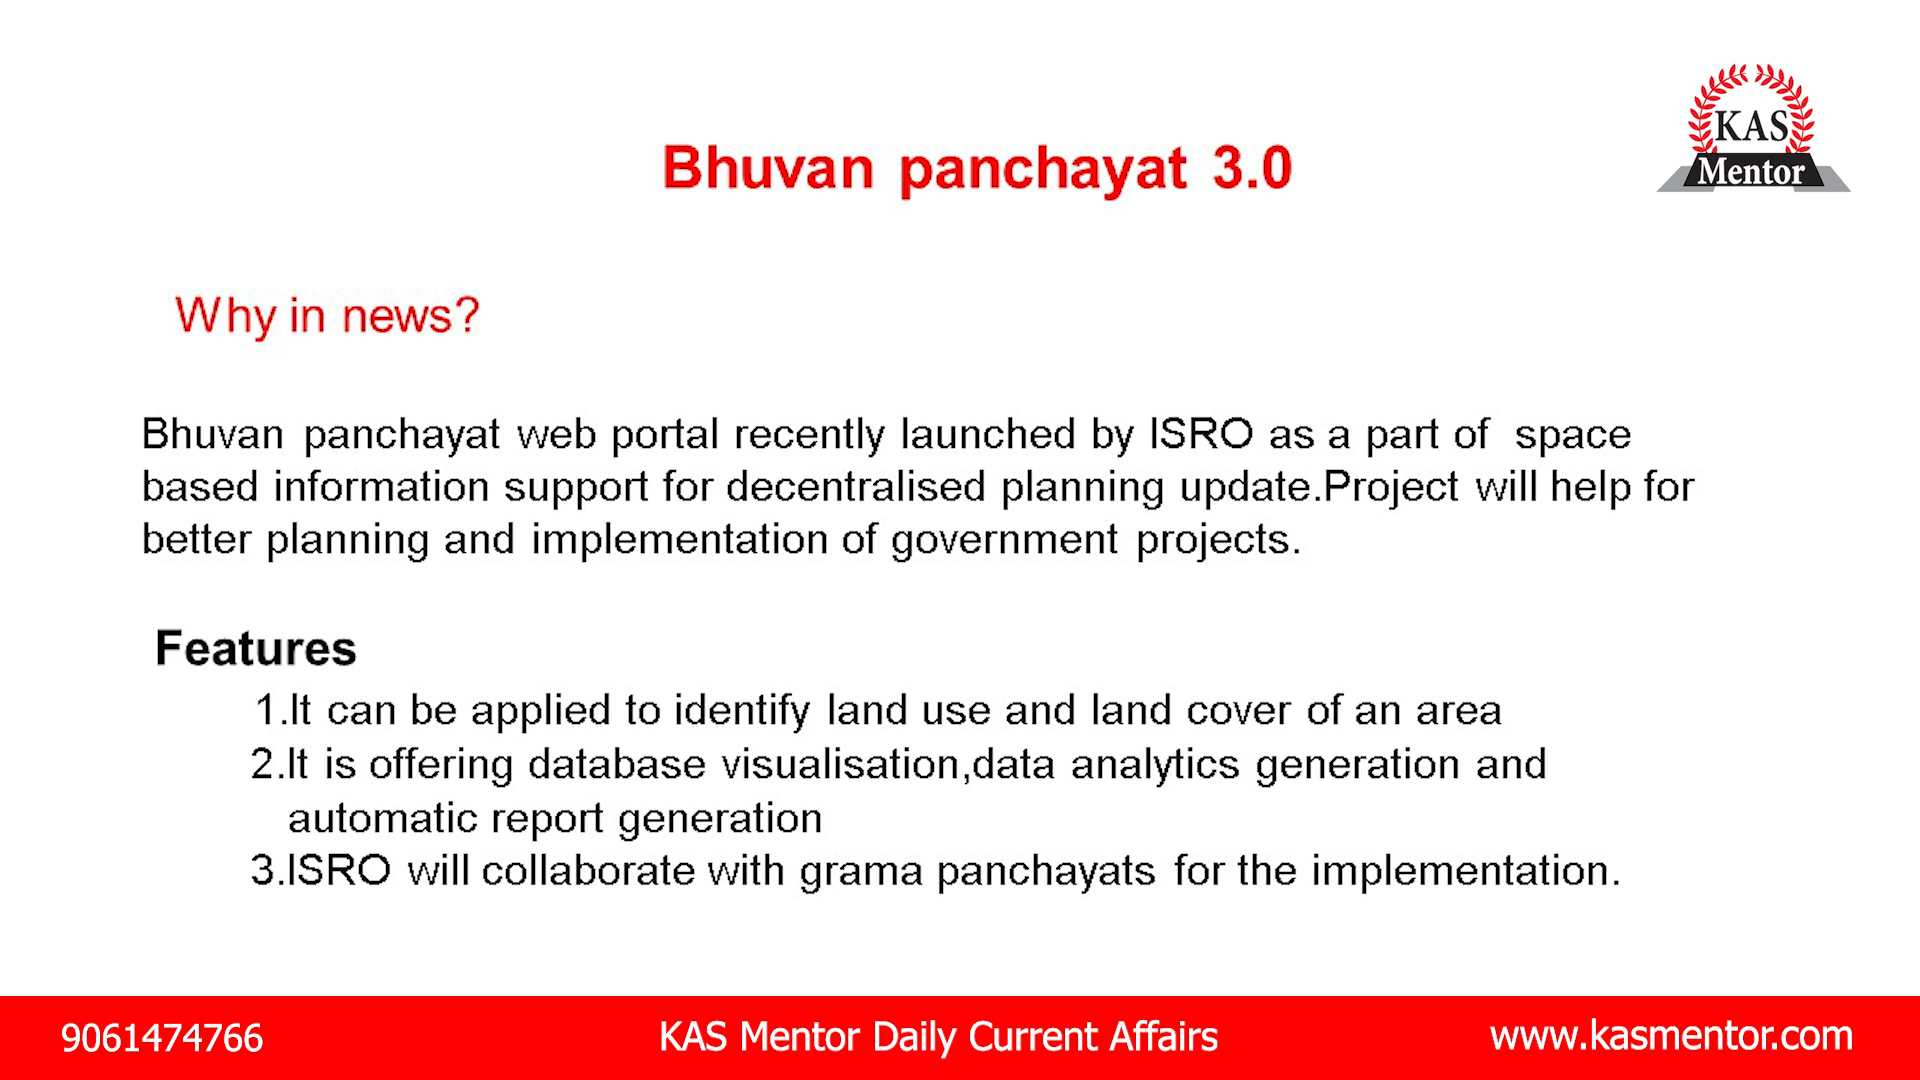 KAS
Mentor
Bhuvan panchayat 3.0
Why in news?
Bhuvan panchayat web portal recently launched by ISRO as a part of space
based information support for decentralised planning update.Project will help for
better planning and implementation of government projects.
Features
1.It can be applied to identify land use and land cover of an area
2.It is offering database visualisation,data analytics generation and
automatic report generation
3.ISRO will collaborate with grama panchayats for the implementation.
9061474766
KAS Mentor Daily Current Affairs
www.kasmentor.com